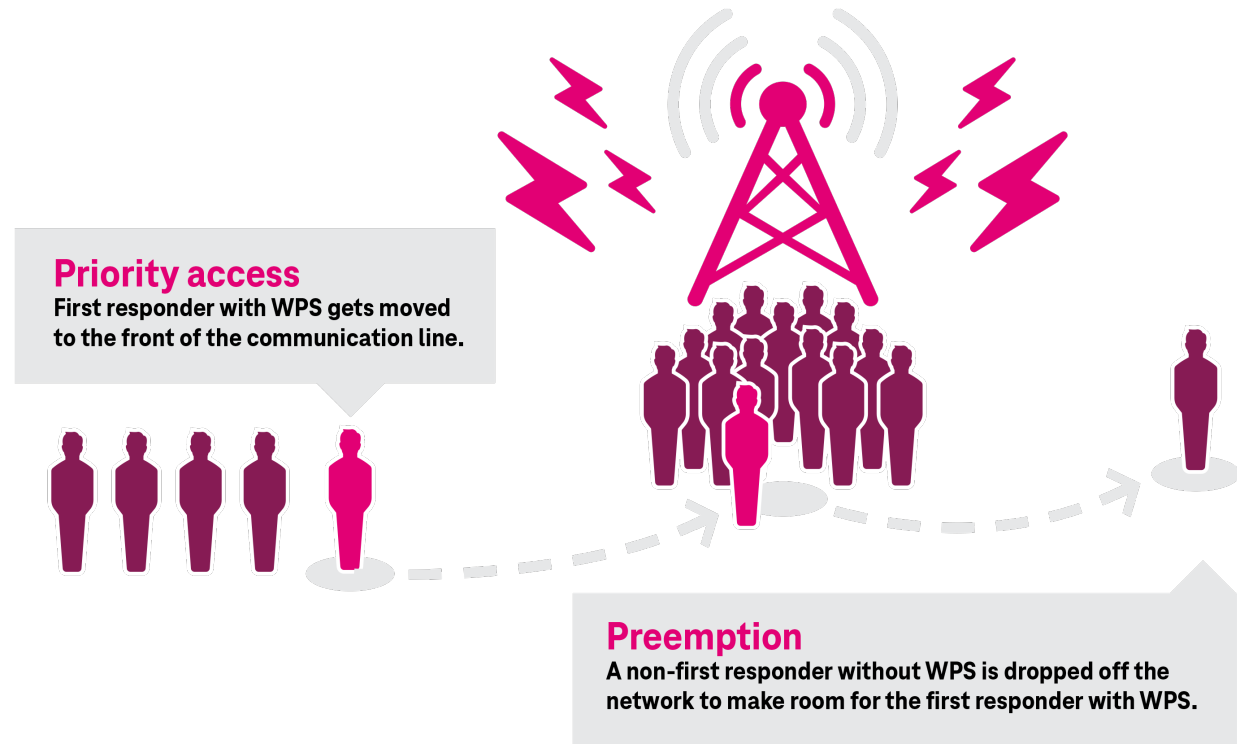 Priority access
First responder with WPS gets moved
to the front of the communication line.
Preemption
A non-first responder without WPS is dropped off the
network to make room for the first responder with WPS.